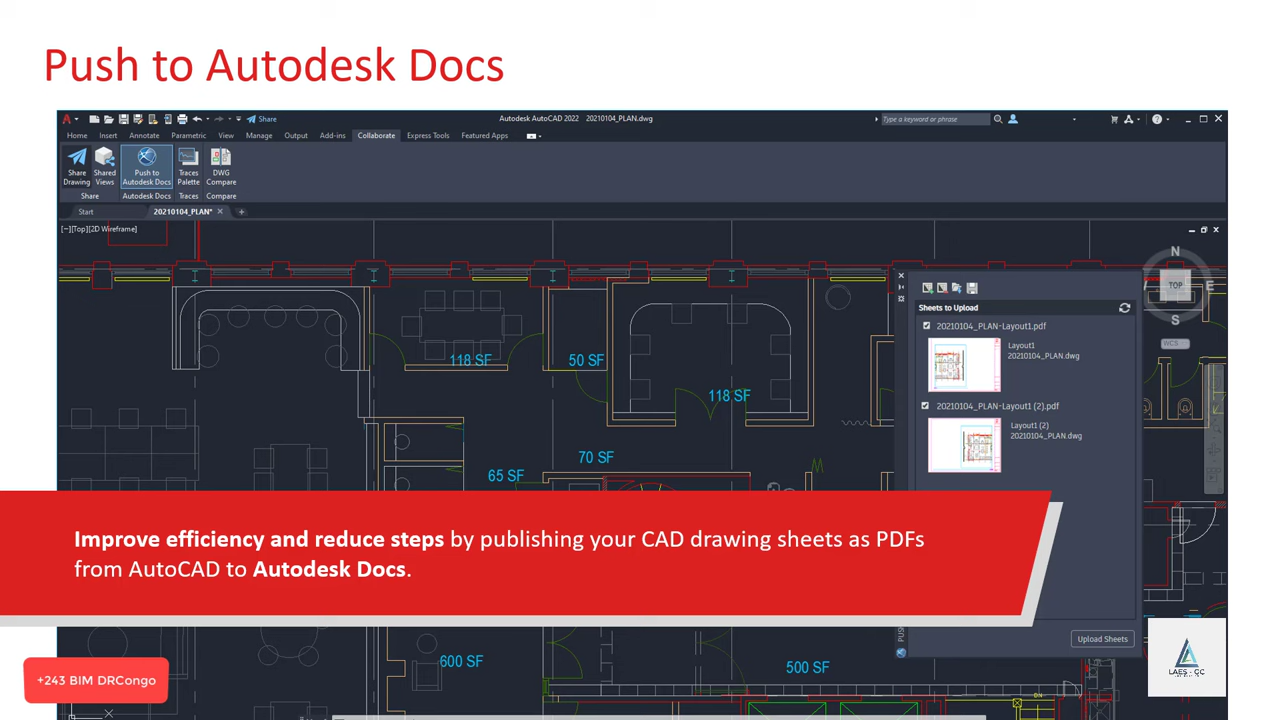 Push to Autodesk Docs
Share
Autodesk AutoCAD 2022 20210104_PLAN.dwg
Type a keyword or phrase
Home Insert Annotate Parametric View Manage Output Add-ins Collaborate Express Tools Featured Apps
Share Drawing
Shared Views
Push to Autodesk Docs
Traces Palette
DWG Compare
Share Autodesk Docs Traces Compare
Start 20210104_PLAN*
[−][Top][2D Wireframe]
N
TOP
E
S
WCS
Sheets to Upload
20210104_PLAN-Layout1.pdf
Layout1
20210104_PLAN.dwg
20210104_PLAN-Layout1 (2).pdf
Layout1 (2)
20210104_PLAN.dwg
118 SF
50 SF
118 SF
70 SF
65 SF
Improve efficiency and reduce steps by publishing your CAD drawing sheets as PDFs
from AutoCAD to Autodesk Docs.
Upload Sheets
600 SF
500 SF
+243 BIM DRCongo
LAES - CC